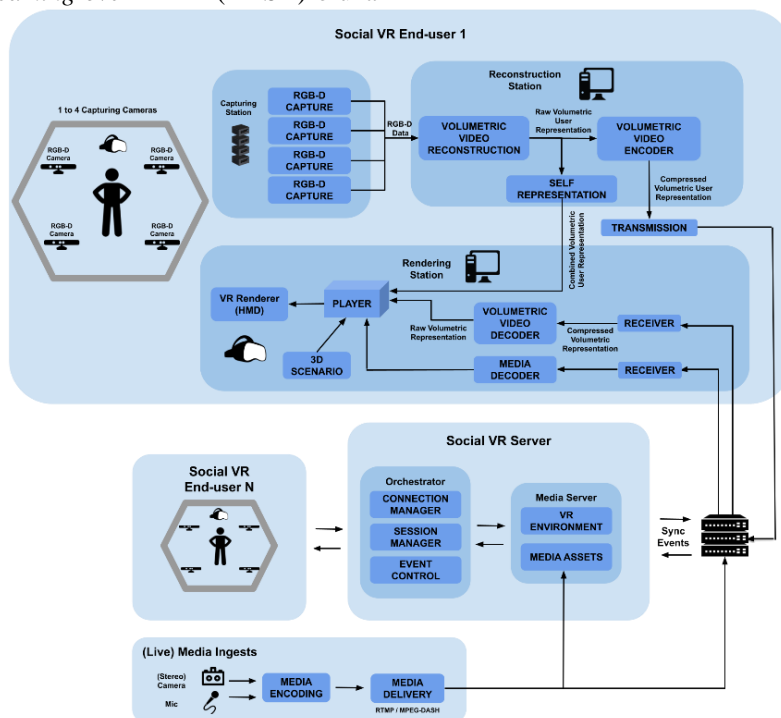 Social VR End-user 1
1 to 4 Capturing Cameras
RGB-D
Camera
RGB-D
Camera
RGB-D
Camera
RGB-D
Camera
Capturing
Station
RGB-D
CAPTURE
RGB-D
CAPTURE
RGB-D
CAPTURE
RGB-D
CAPTURE
RGB-D
Data
Reconstruction
Station
VOLUMETRIC
VIDEO
RECONSTRUCTION
Raw Volumetric
User
Representation
VOLUMETRIC
VIDEO
ENCODER
SELF
REPRESENTATION
Compressed
Volumetric User
Representation
TRANSMISSION
Combined Volumetric
User Representation
Rendering
Station
VR Renderer
(HMD)
PLAYER
3D
SCENARIO
Raw Volumetric
Representation
VOLUMETRIC
VIDEO
DECODER
Compressed
Volumetric
Representation
RECEIVER
MEDIA
DECODER
RECEIVER
Social VR
End-user N
Social VR Server
Orchestrator
CONNECTION
MANAGER
SESSION
MANAGER
EVENT
CONTROL
Media Server
VR
ENVIRONMENT
MEDIA ASSETS
Sync
Events
(Live) Media Ingests
(Stereo)
Camera
Mic
MEDIA
ENCODING
MEDIA
DELIVERY
RTMP / MPEG-DASH